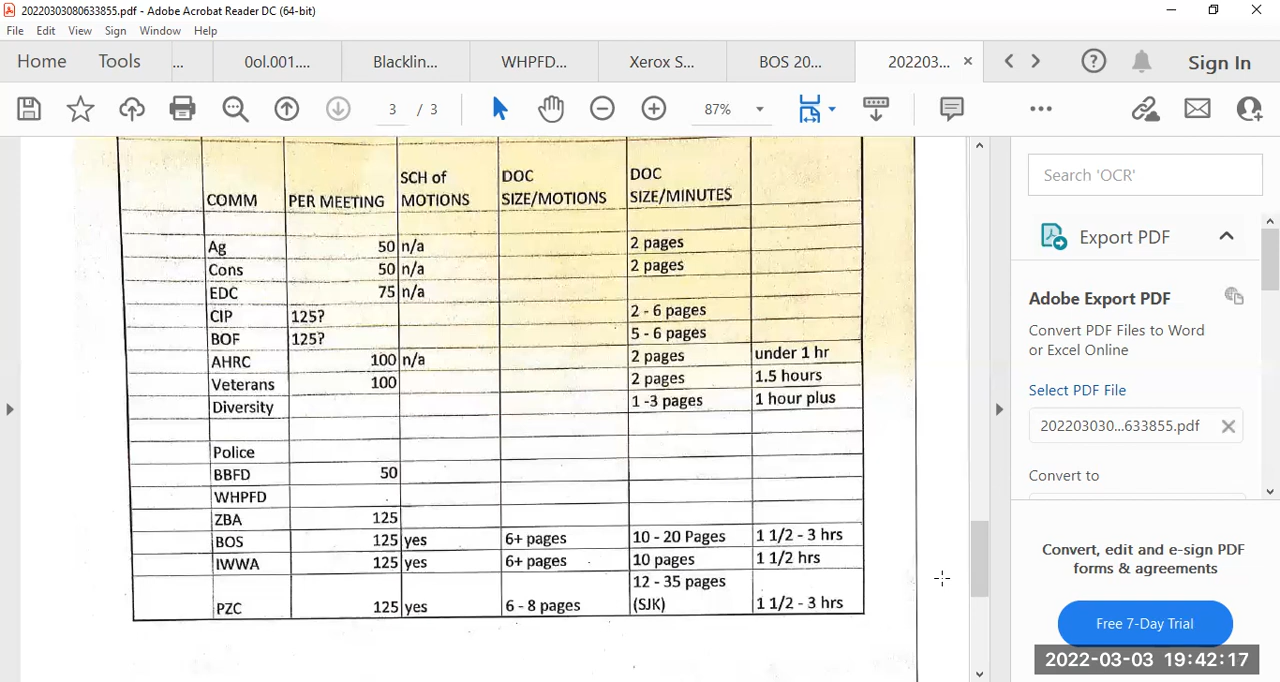 20220303080633855.pdf - Adobe Acrobat Reader DC (64-bit)
File Edit View Sign Window Help
Home Tools ... 0ol.001.... Blacklin... WHPFD... Xerox S... BOS 20... 202203... Sign In
3 / 3 87%
COMM PER MEETING SCH of MOTIONS DOC SIZE/MOTIONS DOC SIZE/MINUTES
Ag 50 n/a 2 pages
Cons 50 n/a 2 pages
EDC 75 n/a
CIP 125? 2 - 6 pages
BOF 125? 5 - 6 pages
AHRC 100 n/a 2 pages under 1 hr
Veterans 100 2 pages 1.5 hours
Diversity 1 -3 pages 1 hour plus
Police
BBFD 50
WHPFD
ZBA 125
BOS 125 yes 6+ pages 10 - 20 Pages 1 1/2 - 3 hrs
IWWA 125 yes 6+ pages 10 pages 1 1/2 hrs
PZC 125 yes 6 - 8 pages 12 - 35 pages (SJK) 1 1/2 - 3 hrs
Search 'OCR'
Export PDF
Adobe Export PDF
Convert PDF Files to Word
or Excel Online
Select PDF File
202203030...633855.pdf
Convert to
Convert, edit and e-sign PDF
forms & agreements
Free 7-Day Trial
2022-03-03 19:42:17